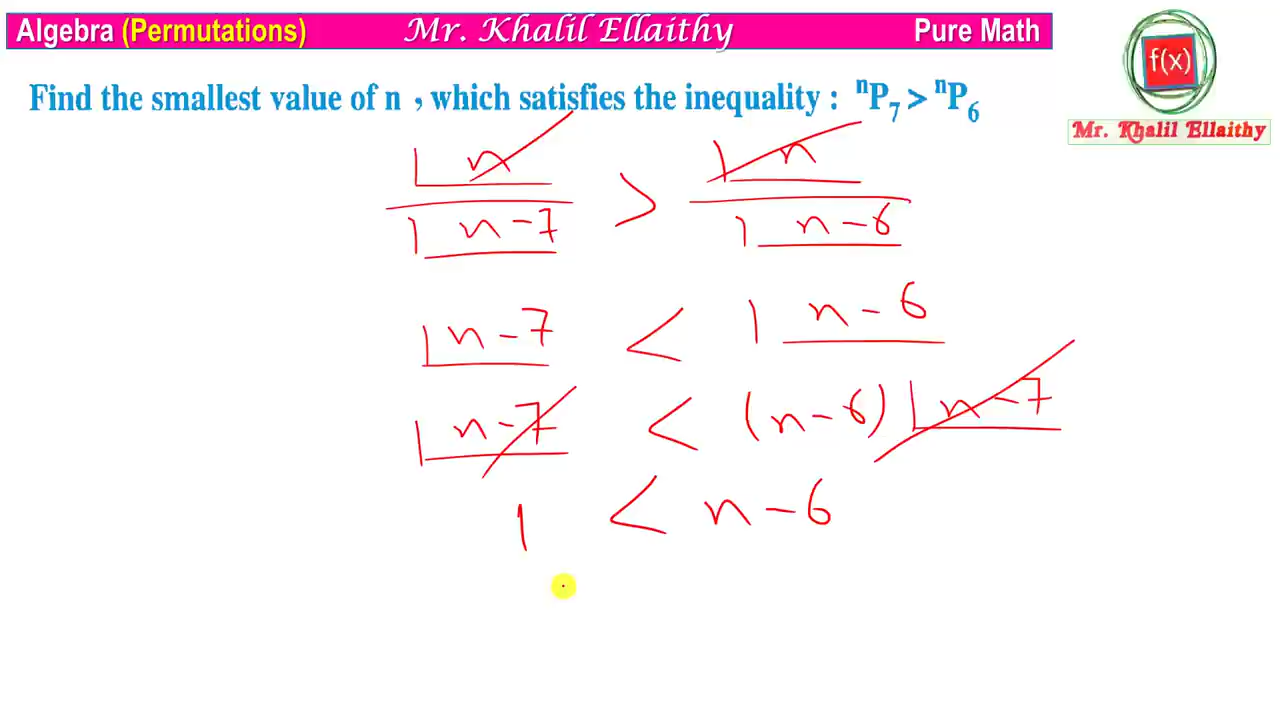 Algebra (Permutations) Mr. Khalil Ellaithy Pure Math
f(x)
Mr. Khalil Ellaithy
Find the smallest value of n , which satisfies the inequality : ⁿP₇ > ⁿP₆
|n / |n-7 > |n / |n-6
|n-7 < |n-6
|n-7 < (n-6) |n-7
1 < n-6